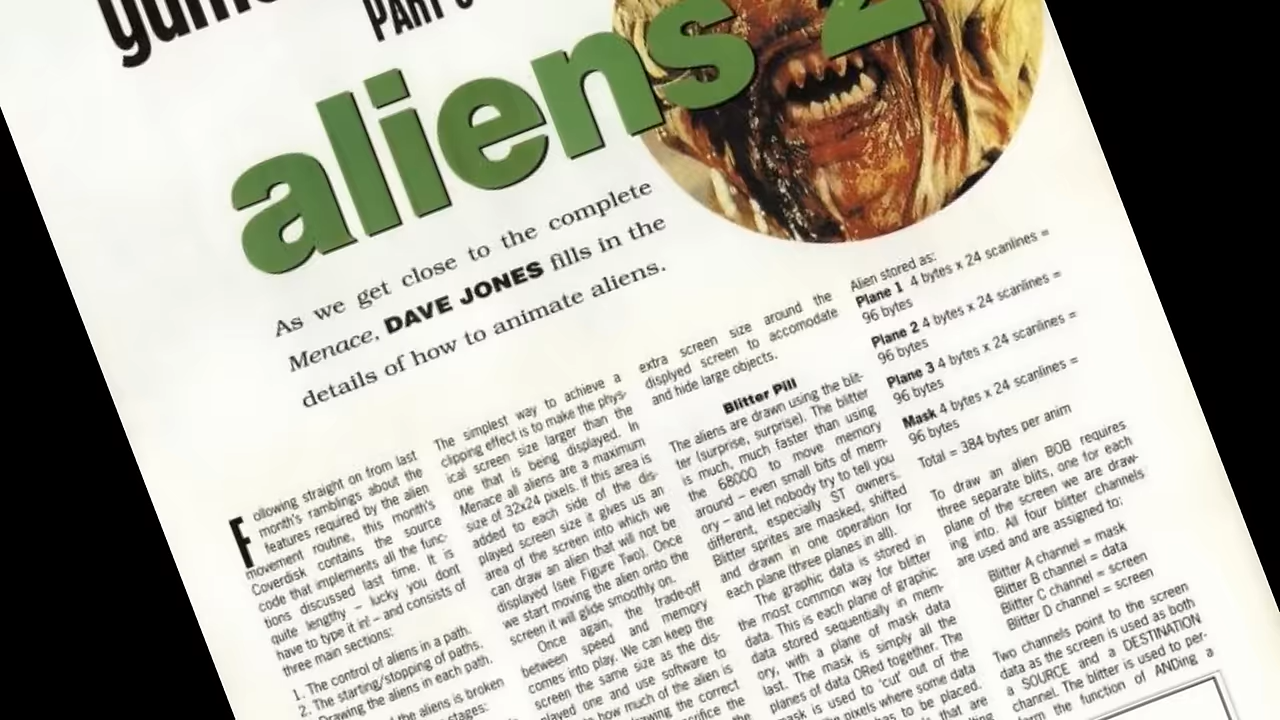 PART
aliens 2
As we get close to the complete
Menace, DAVE JONES fills in the
details of how to animate aliens.
Following straight on from last
month's ramblings about the
features required by the alien
movement routine, this month's
Coverdisk contains the source
code that implements all the func-
tions discussed last time. It is
quite lengthy – lucky you dont
have to type it in! – and consists of
three main sections:
1. The control of aliens in a path.
2. The starting/stopping of paths.
Drawing the aliens in each path.
of the aliens is broken
stages:
The simplest way to achieve a
clipping effect is to make the phys-
ical screen size larger than the
one that is being displayed. In
Menace all aliens are a maximum
size of 32x24 pixels. If this area is
added to each side of the dis-
played screen size it gives us an
area of the screen into which we
can draw an alien that will not be
displayed (see Figure Two). Once
we start moving the alien onto the
screen it will glide smoothly on.
Once again, the trade-off
between speed and memory
comes into play. We can keep the
screen the same size as the dis-
played one and use software to
how much of the alien is
drawing the correct
sacrifice the
extra screen size around the
displyed screen to accomodate
and hide large objects.
Blitter Pill
The aliens are drawn using the blit-
ter (surprise, surprise). The blitter
is much, much faster than using
the 68000 to move memory
around – even small bits of mem-
ory – and let nobody try to tell you
different, especially ST owners.
Blitter sprites are masked, shifted
and drawn in one operation for
each plane (three planes in all).
The graphic data is stored in
the most common way for blitter
data. This is each plane of graphic
data stored sequentially in mem-
ory, with a plane of mask data
last. The mask is simply all the
planes of data ORed together. The
mask is used to 'cut' out of the
pixels where some data
has to be placed.
that are
Alien stored as:
Plane 1 4 bytes x 24 scanlines =
96 bytes
Plane 2 4 bytes x 24 scanlines =
96 bytes
Plane 3 4 bytes x 24 scanlines =
96 bytes
Mask 4 bytes x 24 scanlines =
96 bytes
Total = 384 bytes per anim
To draw an alien BOB requires
three separate blits, one for each
plane of the screen we are draw-
ing into. All four blitter channels
are used and are assigned to:
Blitter A channel = mask
Blitter B channel = data
Blitter C channel = screen
Blitter D channel = screen
Two channels point to the screen
data as the screen is used as both
a SOURCE and a DESTINATION
channel. The blitter is used to per-
form the function of ANDing a